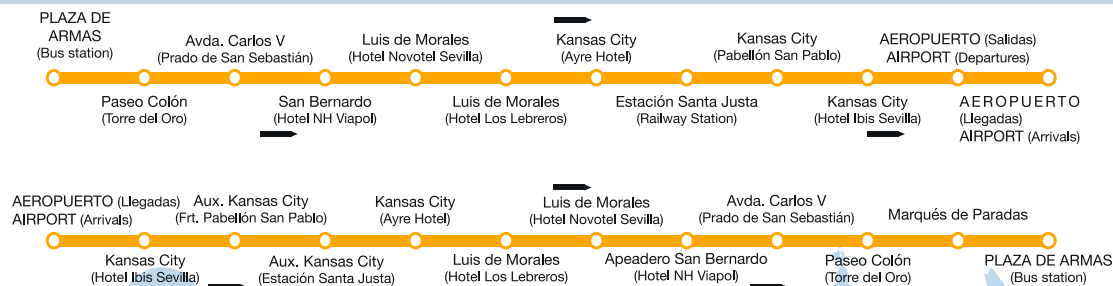 PLAZA DE
ARMAS
(Bus station)
Paseo Colón
(Torre del Oro)
Avda. Carlos V
(Prado de San Sebastián)
San Bernardo
(Hotel NH Viapol)
Luis de Morales
(Hotel Novotel Sevilla)
Luis de Morales
(Hotel Los Lebreros)
Kansas City
(Ayre Hotel)
Estación Santa Justa
(Railway Station)
Kansas City
(Pabellón San Pablo)
Kansas City
(Hotel Ibis Sevilla)
AEROPUERTO (Salidas)
AIRPORT (Departures)
AEROPUERTO
(Llegadas)
AIRPORT (Arrivals)
AEROPUERTO (Llegadas)
AIRPORT (Arrivals)
Kansas City
(Hotel Ibis Sevilla)
Aux. Kansas City
(Frt. Pabellón San Pablo)
Aux. Kansas City
(Estación Santa Justa)
Kansas City
(Ayre Hotel)
Luis de Morales
(Hotel Los Lebreros)
Luis de Morales
(Hotel Novotel Sevilla)
Apeadero San Bernardo
(Hotel NH Viapol)
Avda. Carlos V
(Prado de San Sebastián)
Paseo Colón
(Torre del Oro)
Marqués de Paradas
PLAZA DE ARMAS
(Bus station)